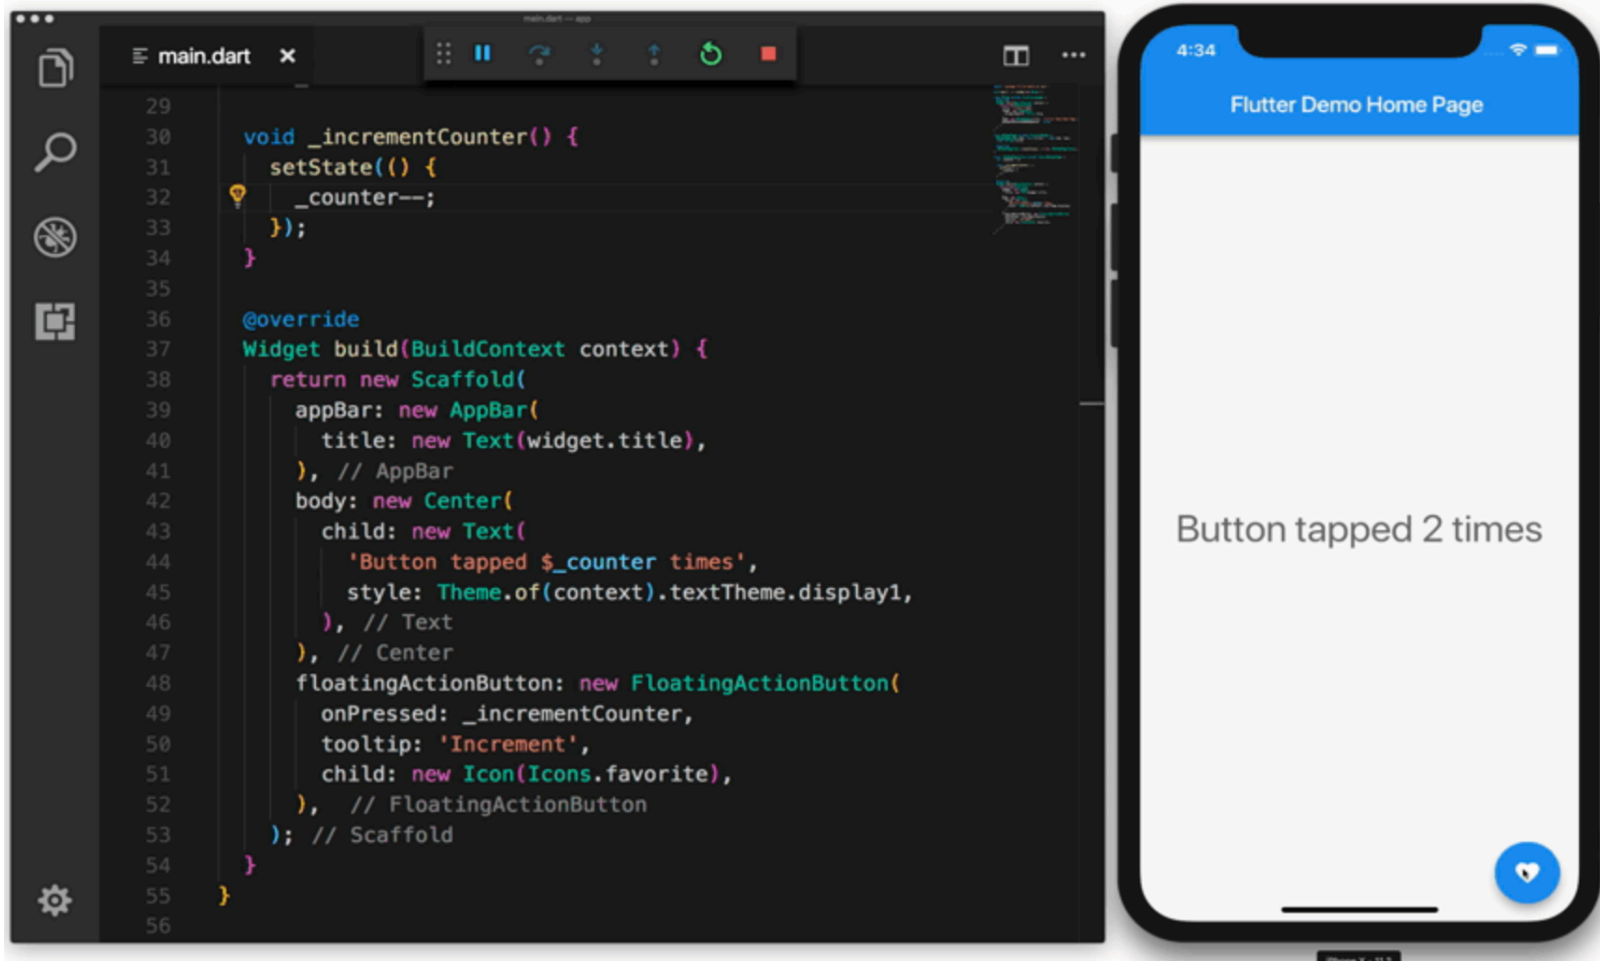 main.dart — app
main.dart
29
30 void _incrementCounter() {
31 setState(() {
32 _counter--;
33 });
34 }
35
36 @override
37 Widget build(BuildContext context) {
38 return new Scaffold(
39 appBar: new AppBar(
40 title: new Text(widget.title),
41 ), // AppBar
42 body: new Center(
43 child: new Text(
44 'Button tapped $_counter times',
45 style: Theme.of(context).textTheme.display1,
46 ), // Text
47 ), // Center
48 floatingActionButton: new FloatingActionButton(
49 onPressed: _incrementCounter,
50 tooltip: 'Increment',
51 child: new Icon(Icons.favorite),
52 ), // FloatingActionButton
53 ); // Scaffold
54 }
55 }
56
4:34
Flutter Demo Home Page
Button tapped 2 times